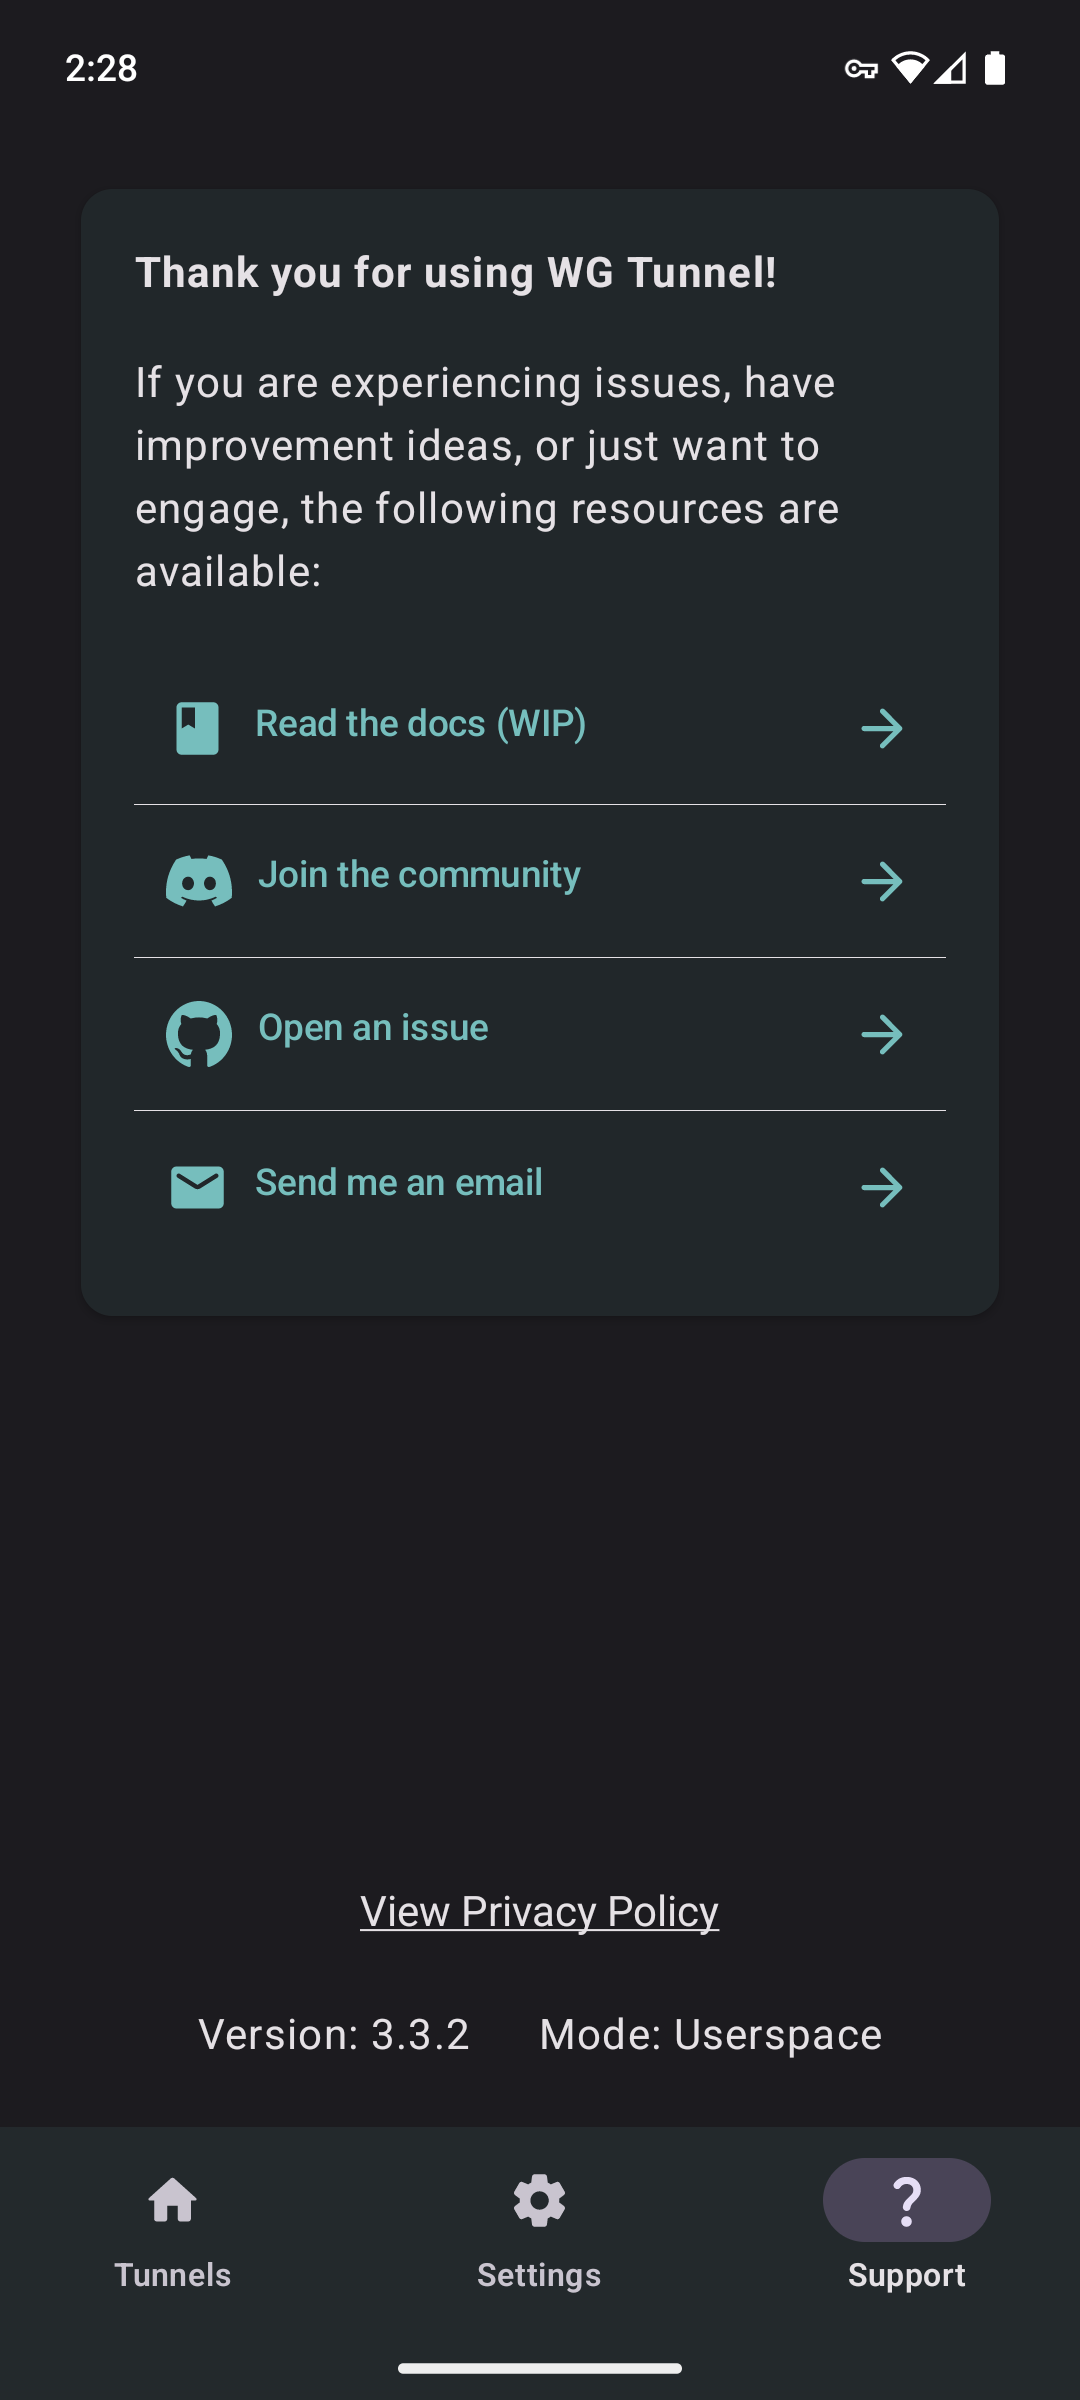 2:28
Thank you for using WG Tunnel!
If you are experiencing issues, have
improvement ideas, or just want to
engage, the following resources are
available:
Read the docs (WIP)
Join the community
Open an issue
Send me an email
View Privacy Policy
Version: 3.3.2 Mode: Userspace
Tunnels Settings Support